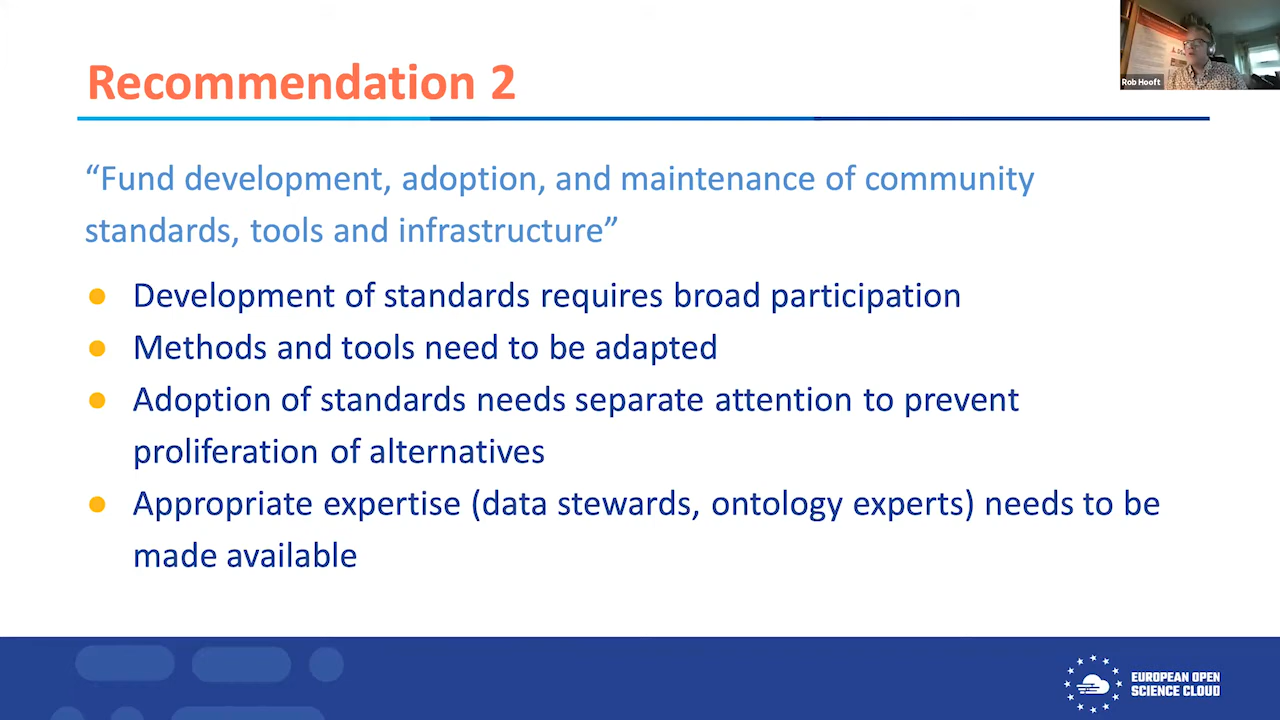 Recommendation 2
Rob Hooft
“Fund development, adoption, and maintenance of community
standards, tools and infrastructure”
Development of standards requires broad participation
Methods and tools need to be adapted
Adoption of standards needs separate attention to prevent
proliferation of alternatives
Appropriate expertise (data stewards, ontology experts) needs to be
made available
EUROPEAN OPEN
SCIENCE CLOUD